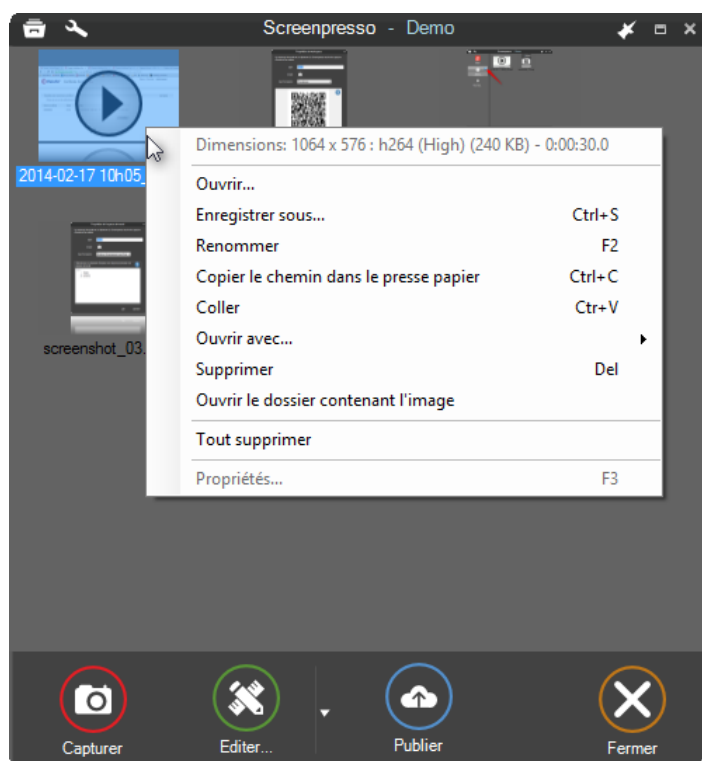 Screenpresso - Demo
2014-02-17 10h05_
screenshot_03.
Dimensions: 1064 x 576 : h264 (High) (240 KB) - 0:00:30.0
Ouvrir...
Enregistrer sous... Ctrl+S
Renommer F2
Copier le chemin dans le presse papier Ctrl+C
Coller Ctr+V
Ouvrir avec...
Supprimer Del
Ouvrir le dossier contenant l'image
Tout supprimer
Propriétés... F3
Capturer Editer... Publier Fermer